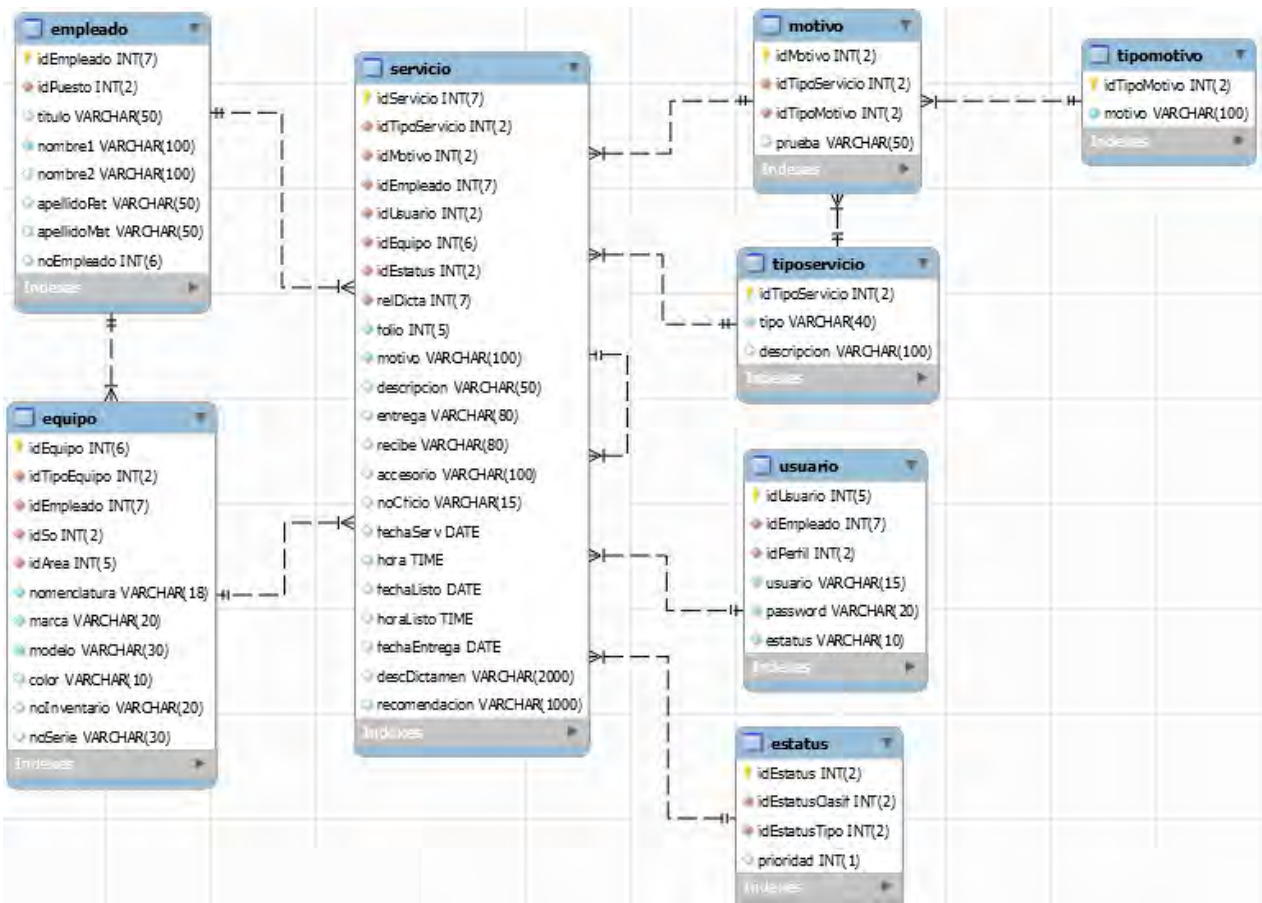 empleado
idEmpleado INT(7)
idPuesto INT(2)
titulo VARCHAR(50)
nombre1 VARCHAR(100)
nombre2 VARCHAR(100)
apellidoPat VARCHAR(50)
apellidoMat VARCHAR(50)
noEmpleado INT(6)
Indexes
equipo
idEquipo INT(6)
idTipoEquipo INT(2)
idEmpleado INT(7)
idSo INT(2)
idArea INT(5)
nomenclatura VARCHAR(18)
marca VARCHAR(20)
modelo VARCHAR(30)
color VARCHAR(10)
noInventario VARCHAR(20)
noSerie VARCHAR(30)
Indexes
servicio
idServicio INT(7)
idTipoServicio INT(2)
idMotivo INT(2)
idEmpleado INT(7)
idUsuario INT(2)
idEquipo INT(6)
idEstatus INT(2)
relDicta INT(7)
folio INT(5)
motivo VARCHAR(100)
descripcion VARCHAR(50)
entrega VARCHAR(80)
recibe VARCHAR(80)
accesorio VARCHAR(100)
noOficio VARCHAR(15)
fechaServ DATE
hora TIME
fechaListo DATE
horaListo TIME
fechaEntrega DATE
descDictamen VARCHAR(2000)
recomendacion VARCHAR(1000)
Indexes
motivo
idMotivo INT(2)
idTipoServicio INT(2)
idTipoMotivo INT(2)
prueba VARCHAR(50)
Indexes
tipomotivo
idTipoMotivo INT(2)
motivo VARCHAR(100)
Indexes
tiposervicio
idTipoServicio INT(2)
tipo VARCHAR(40)
descripcion VARCHAR(100)
Indexes
usuario
idUsuario INT(5)
idEmpleado INT(7)
idPerfil INT(2)
usuario VARCHAR(15)
password VARCHAR(20)
estatus VARCHAR(10)
Indexes
estatus
idEstatus INT(2)
idEstatusClasif INT(2)
idEstatusTipo INT(2)
prioridad INT(1)
Indexes